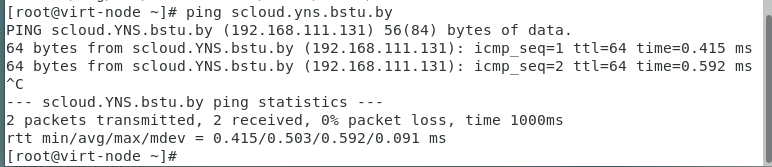 [root@virt-node ~]# ping scloud.yns.bstu.by
PING scloud.YNS.bstu.by (192.168.111.131) 56(84) bytes of data.
64 bytes from scloud.YNS.bstu.by (192.168.111.131): icmp_seq=1 ttl=64 time=0.415 ms
64 bytes from scloud.YNS.bstu.by (192.168.111.131): icmp_seq=2 ttl=64 time=0.592 ms
^C
--- scloud.YNS.bstu.by ping statistics ---
2 packets transmitted, 2 received, 0% packet loss, time 1000ms
rtt min/avg/max/mdev = 0.415/0.503/0.592/0.091 ms
[root@virt-node ~]#